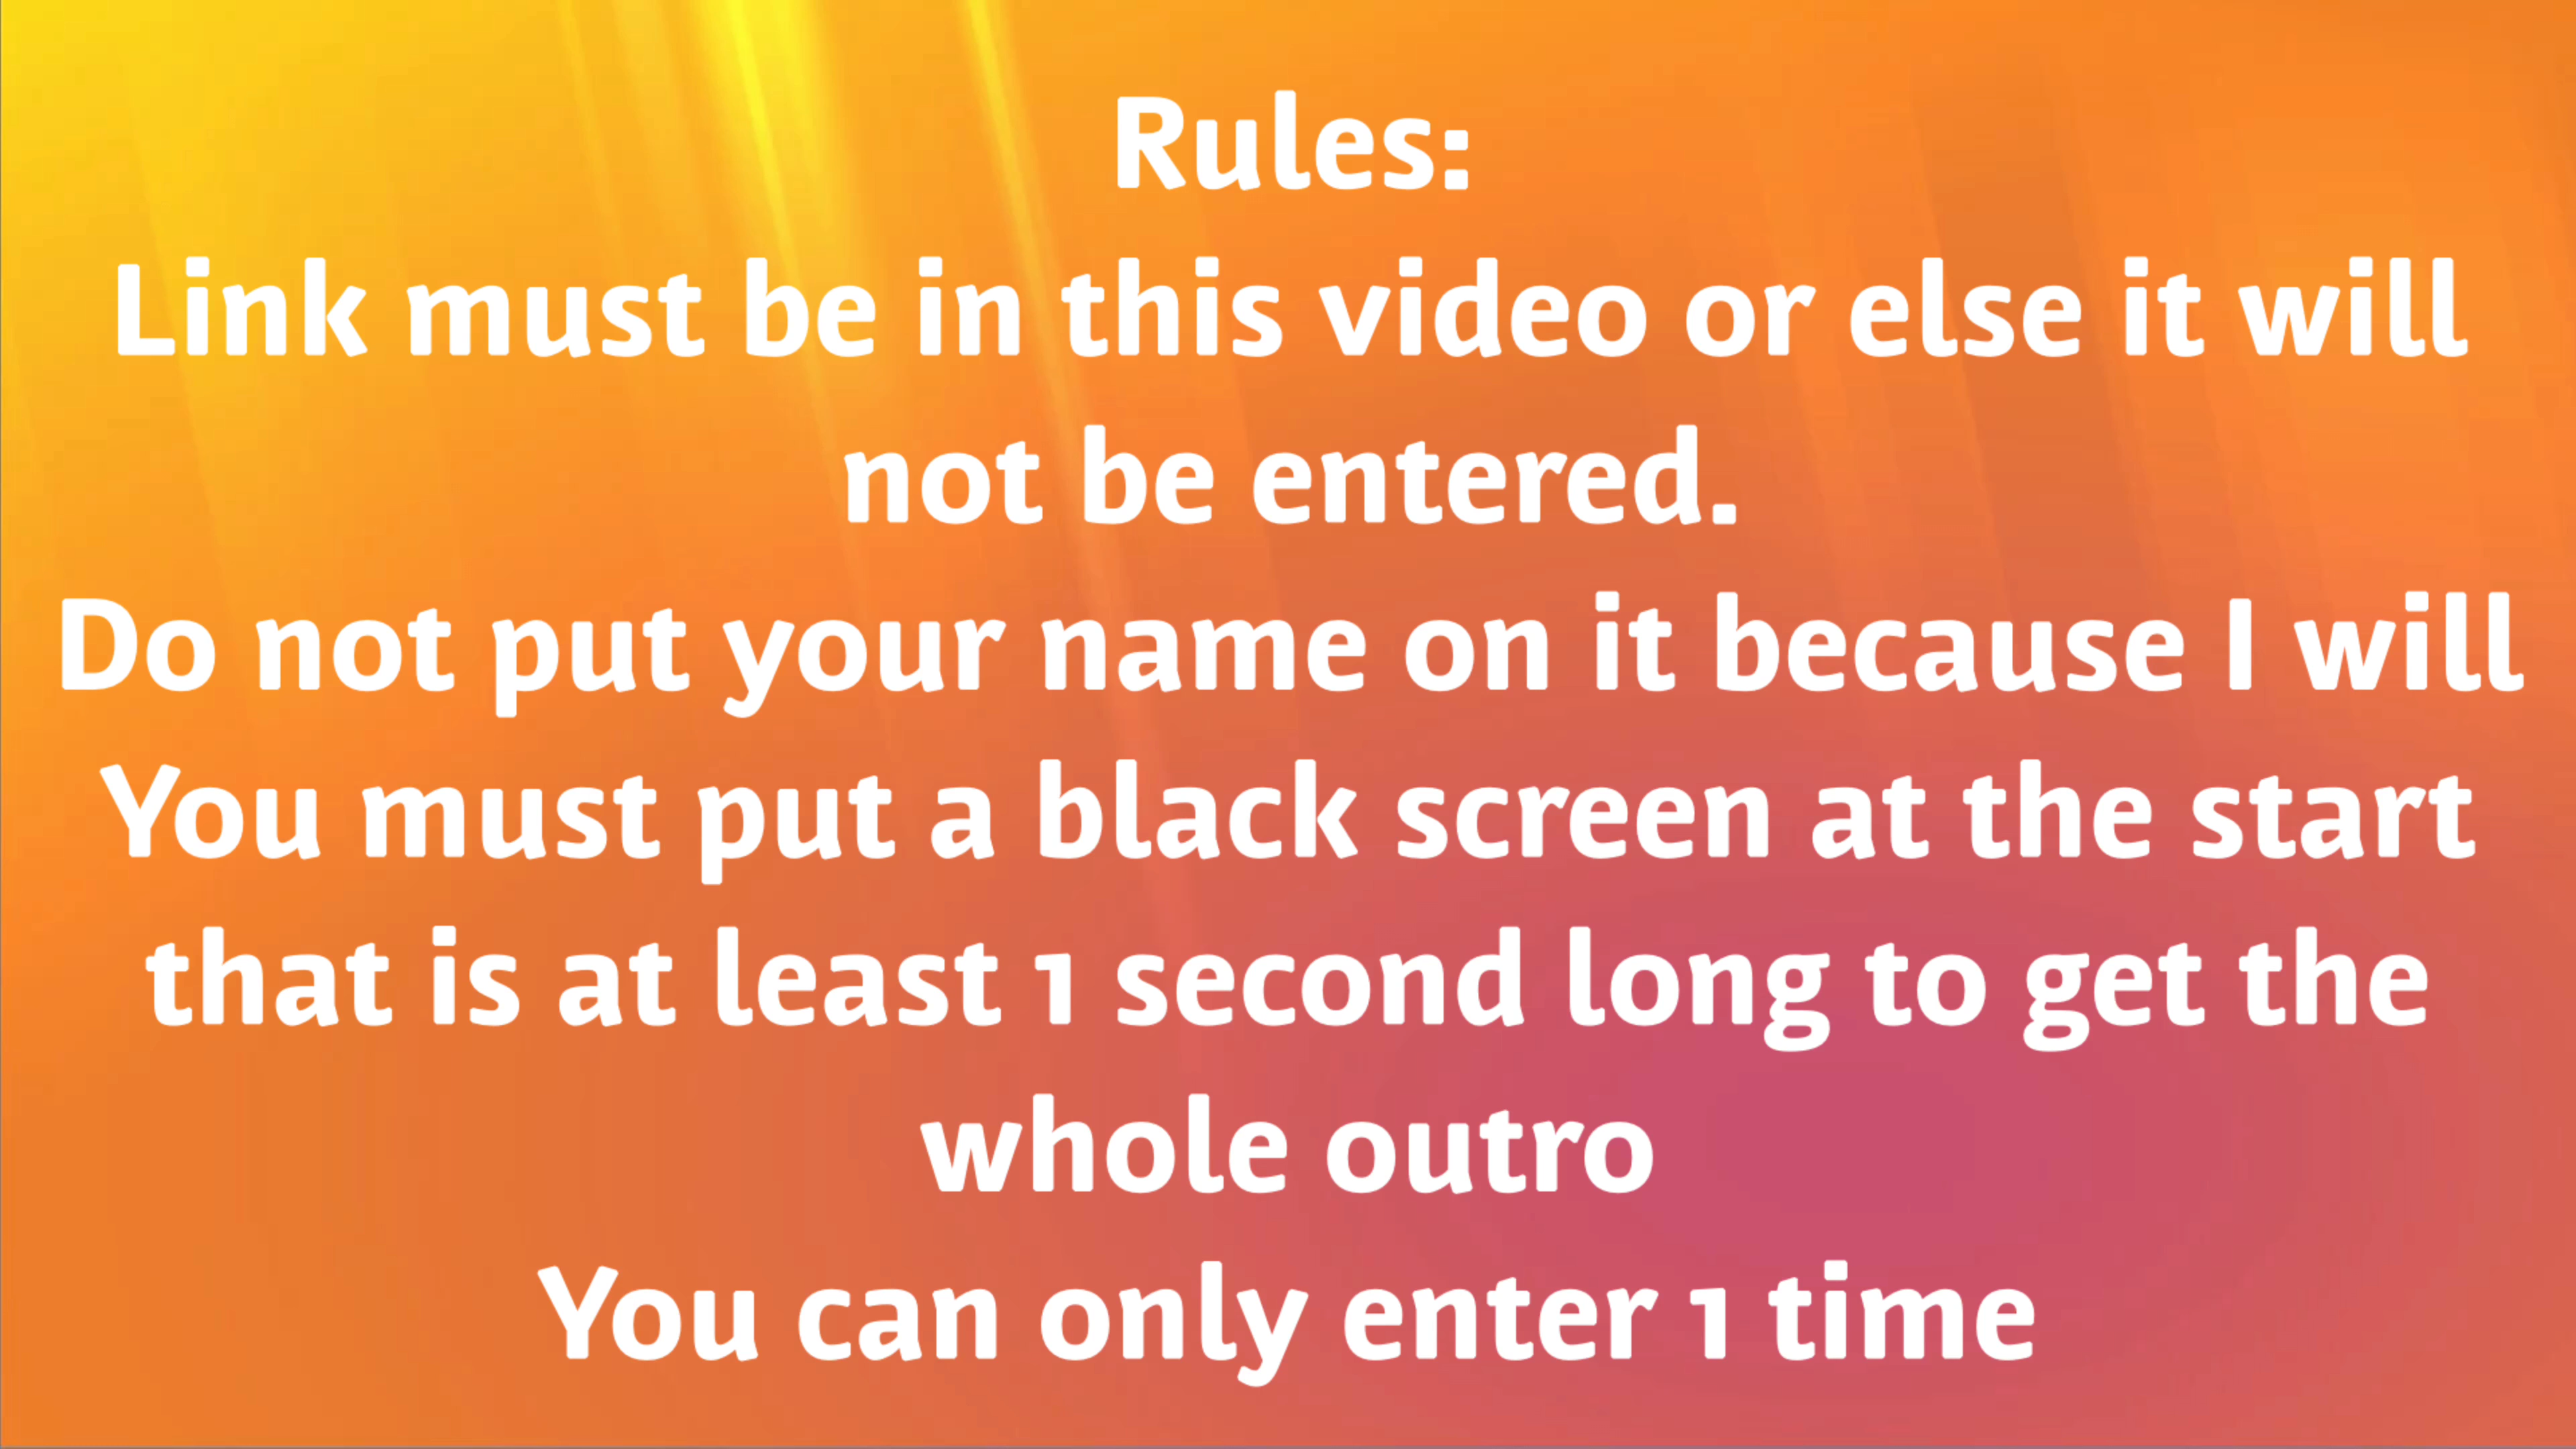 Rules:
Link must be in this video or else it will
not be entered.
Do not put your name on it because I will
You must put a black screen at the start
that is at least 1 second long to get the
whole outro
You can only enter 1 time